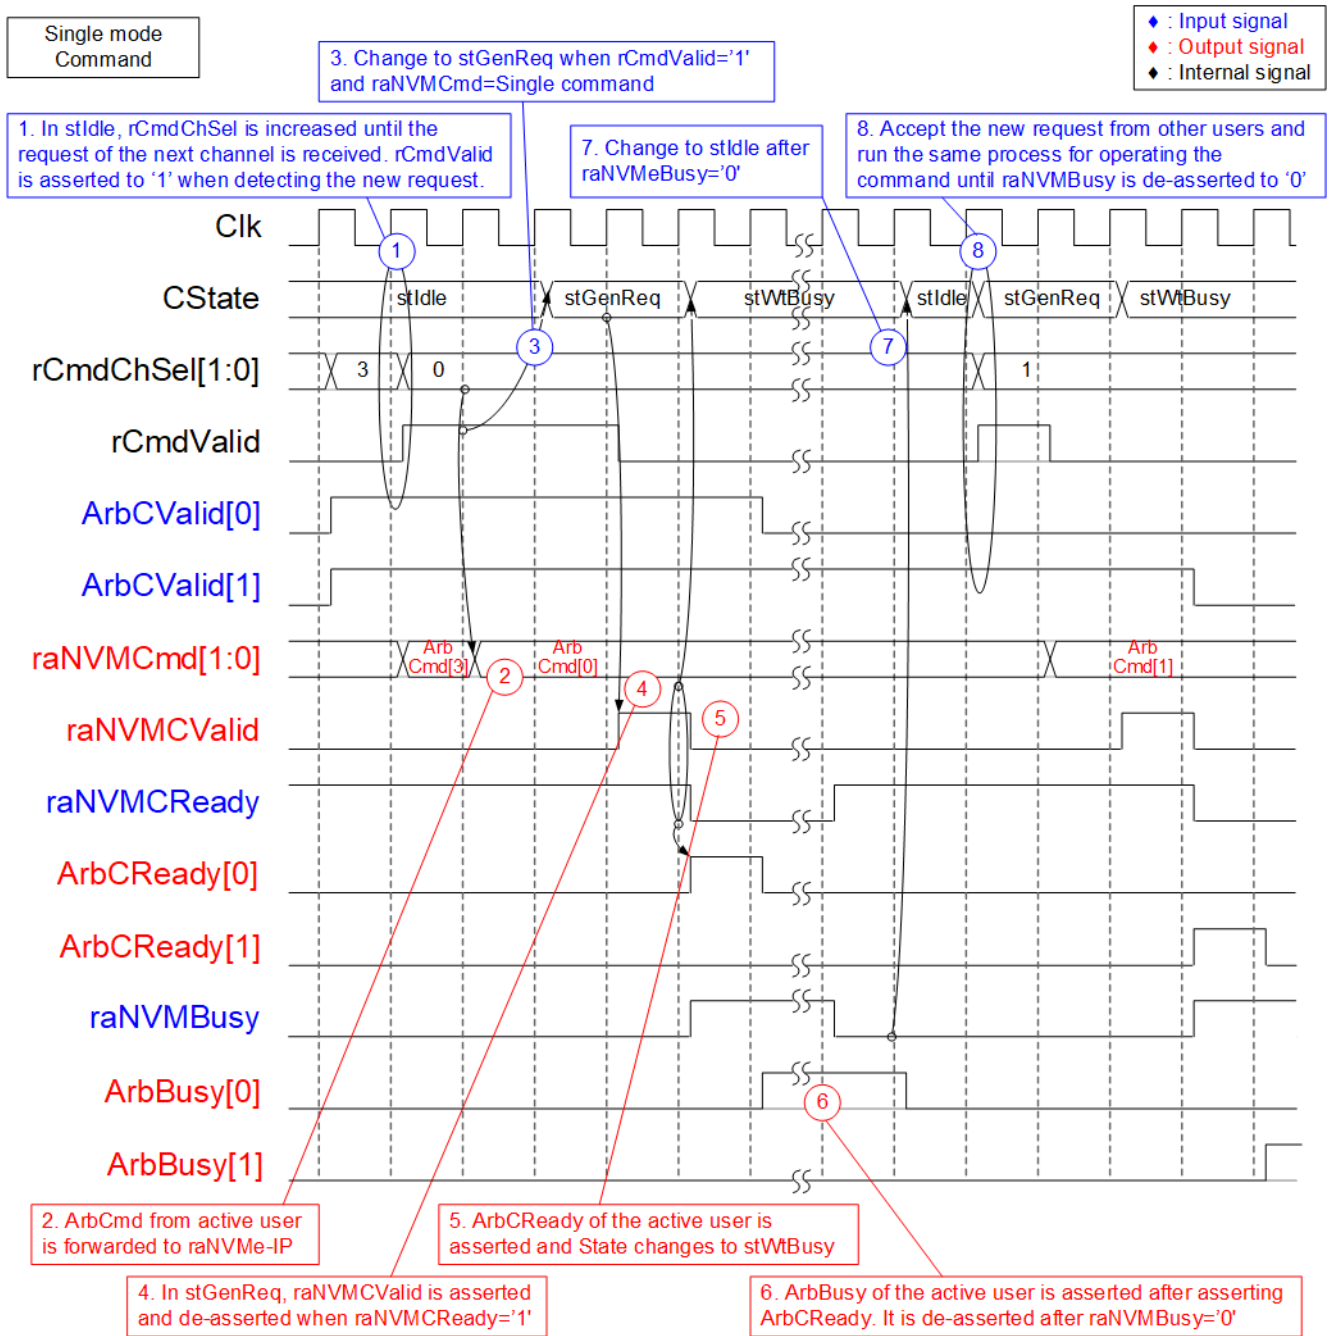 Single mode
Command
♦ : Input signal
♦ : Output signal
♦ : Internal signal
3. Change to stGenReq when rCmdValid='1'
and raNVMCmd=Single command
1. In stIdle, rCmdChSel is increased until the
request of the next channel is received. rCmdValid
is asserted to ‘1’ when detecting the new request.
7. Change to stIdle after
raNVMeBusy='0'
8. Accept the new request from other users and
run the same process for operating the
command until raNVMBusy is de-asserted to ‘0’
Clk
1
8
CState
stIdle
stGenReq
stWtBusy
stIdle
stGenReq
stWtBusy
3
7
rCmdChSel[1:0]
3
0
1
rCmdValid
ArbCValid[0]
ArbCValid[1]
raNVMCmd[1:0]
Arb
Cmd[3]
Arb
Cmd[0]
Arb
Cmd[1]
2
4
5
raNVMCValid
raNVMCReady
ArbCReady[0]
ArbCReady[1]
raNVMBusy
ArbBusy[0]
6
ArbBusy[1]
2. ArbCmd from active user
is forwarded to raNVMe-IP
5. ArbCReady of the active user is
asserted and State changes to stWtBusy
4. In stGenReq, raNVMCValid is asserted
and de-asserted when raNVMCReady='1'
6. ArbBusy of the active user is asserted after asserting
ArbCReady. It is de-asserted after raNVMBusy='0'